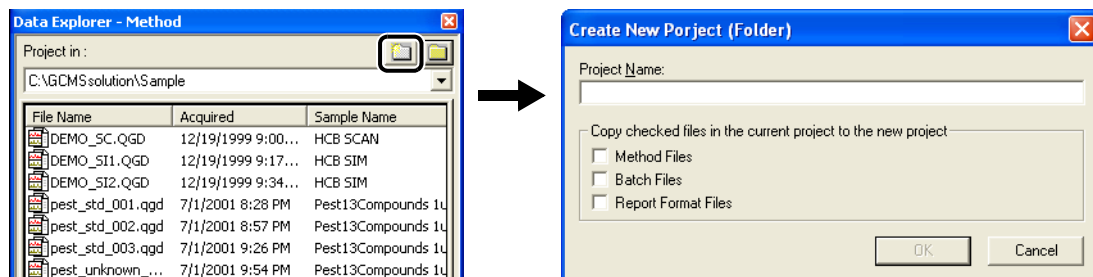 Data Explorer - Method
Project in :
C:\GCMSsolution\Sample
File Name Acquired Sample Name
DEMO_SC.QGD 12/19/1999 9:00... HCB SCAN
DEMO_SI1.QGD 12/19/1999 9:17... HCB SIM
DEMO_SI2.QGD 12/19/1999 9:34... HCB SIM
pest_std_001.qgd 7/1/2001 8:28 PM Pest13Compounds 1u
pest_std_002.qgd 7/1/2001 8:57 PM Pest13Compounds 1u
pest_std_003.qgd 7/1/2001 9:26 PM Pest13Compounds 1u
pest_unknown_... 7/1/2001 9:54 PM Pest13Compounds 1u
Create New Porject (Folder)
Project Name:
Copy checked files in the current project to the new project
Method Files
Batch Files
Report Format Files
OK Cancel